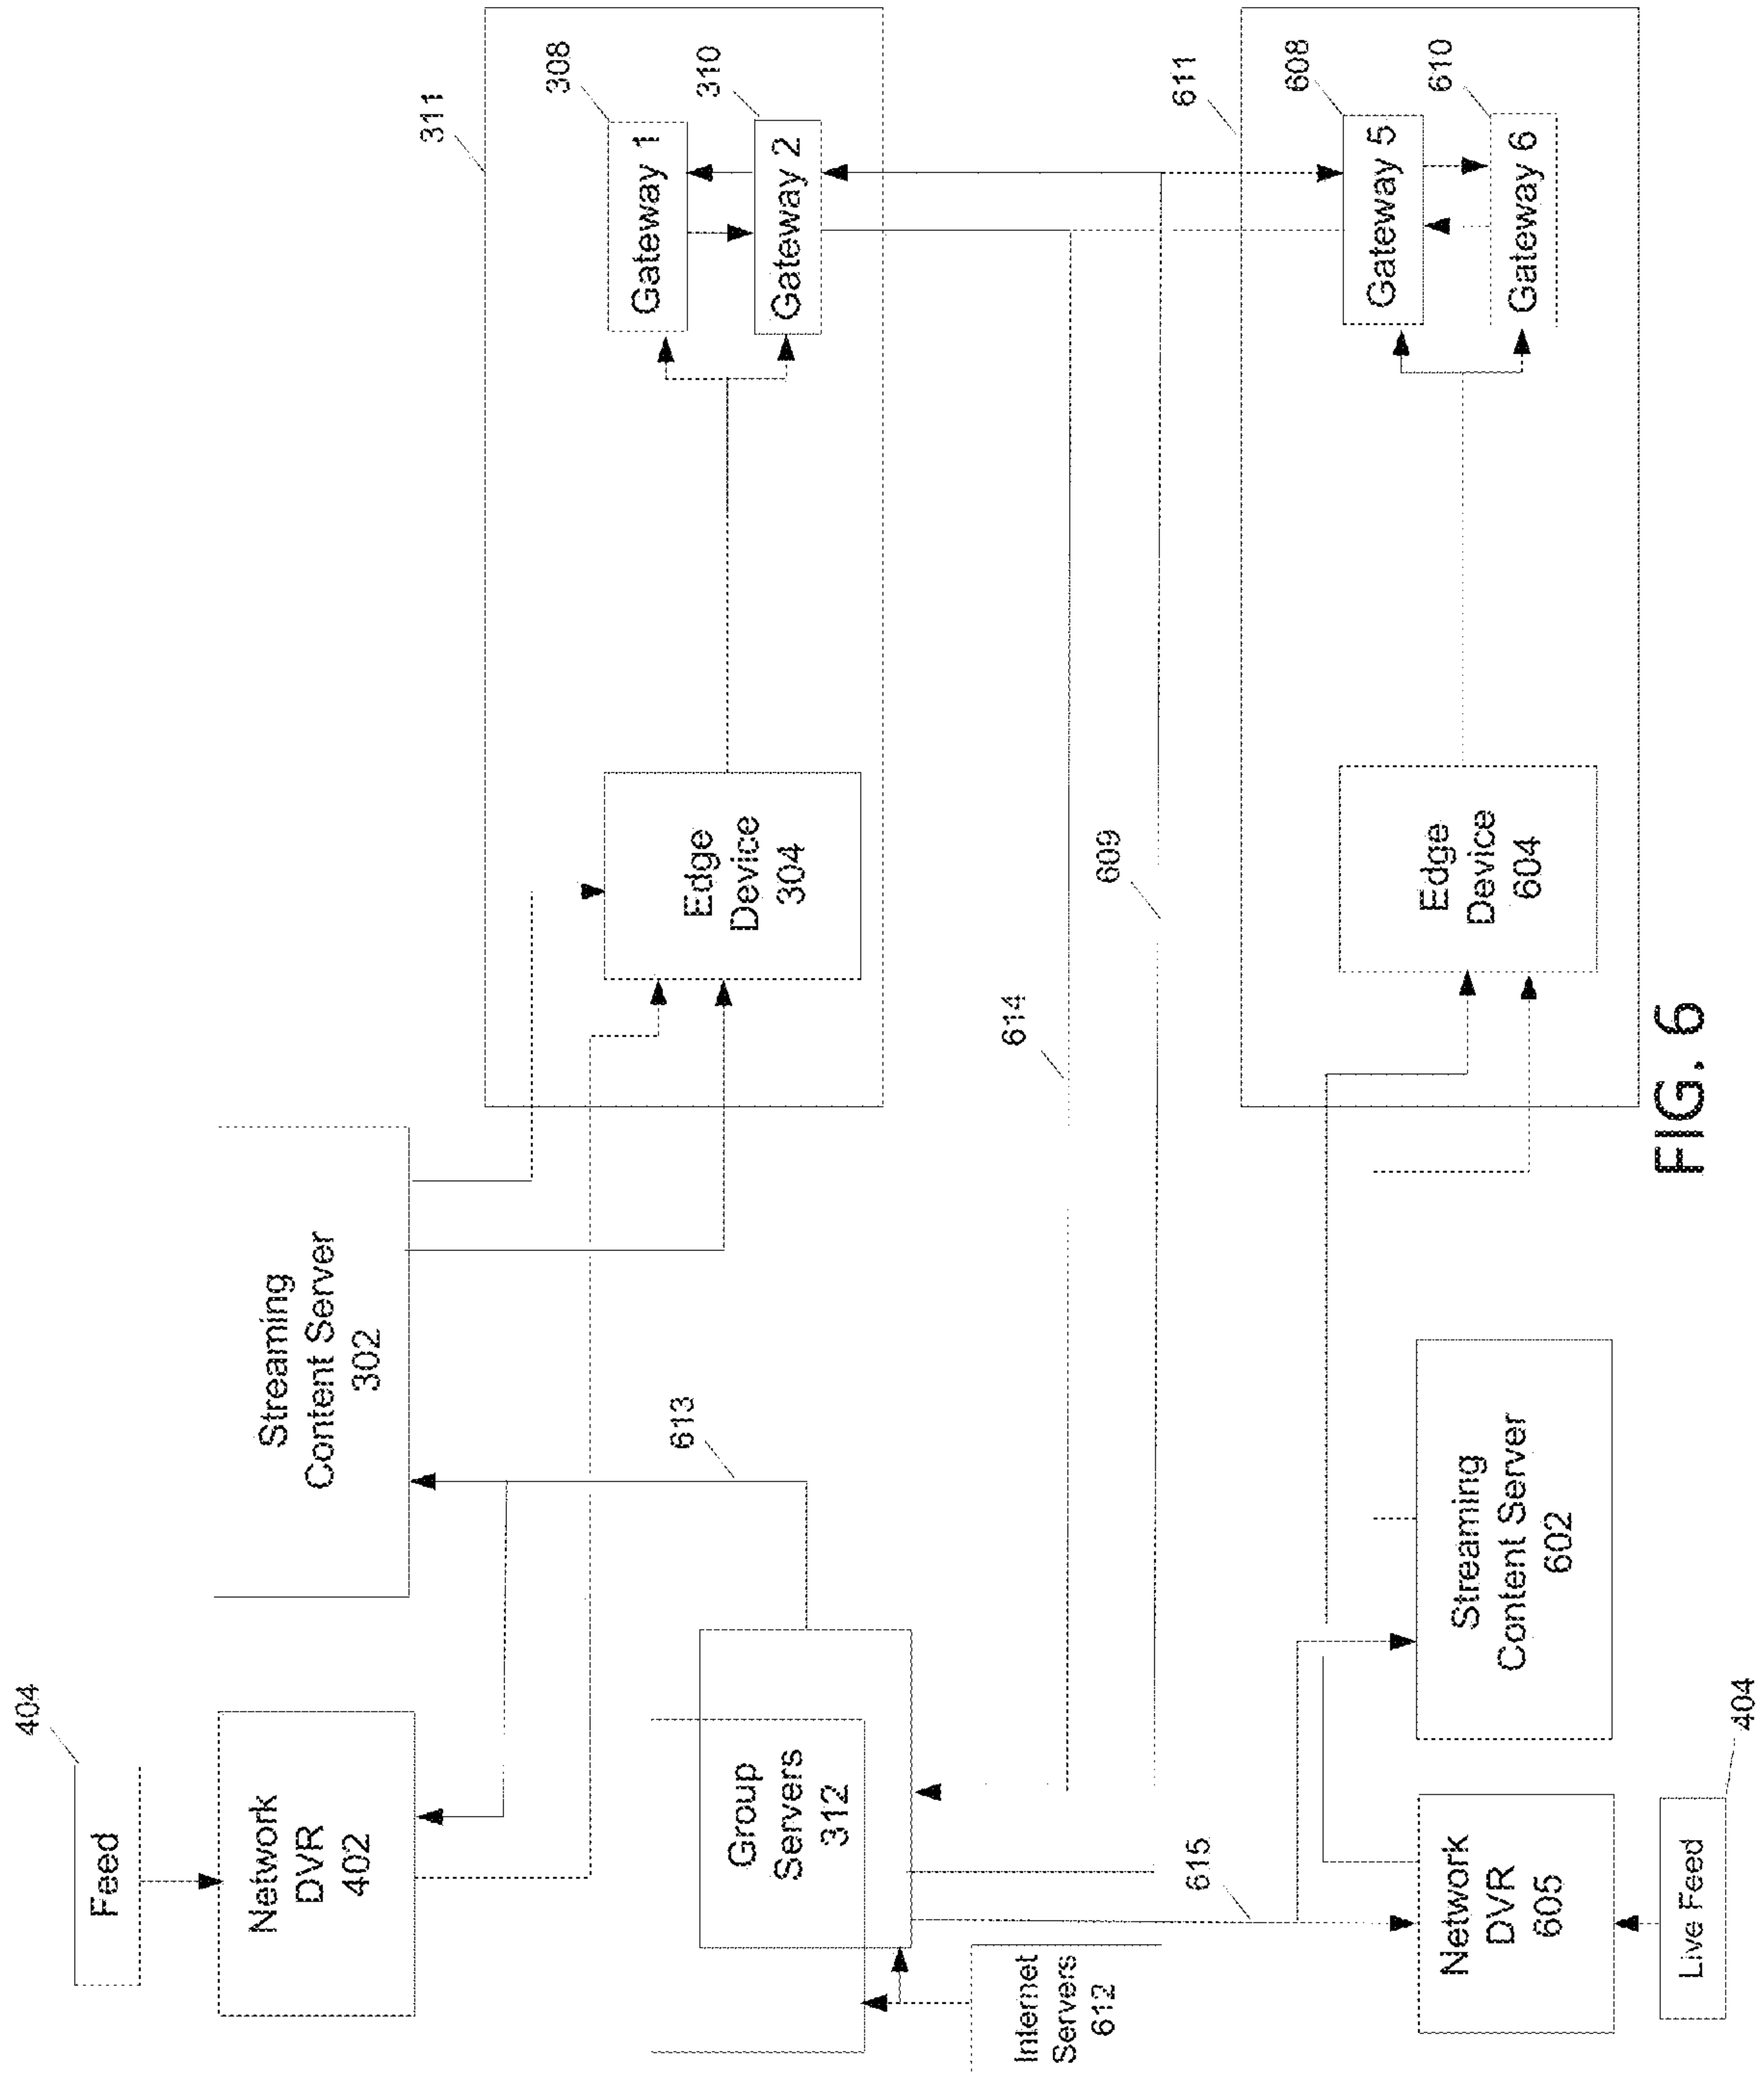 404
Feed
Network
DVR
402
Streaming
Content Server
302
311
308
Gateway 1
310
Gateway 2
Edge
Device
304
613
Group
Servers
312
Internet
Servers
612
614
609
615
611
608
Gateway 5
610
Gateway 6
Edge
Device
604
Streaming
Content Server
602
Network
DVR
605
Live Feed
404
FIG. 6